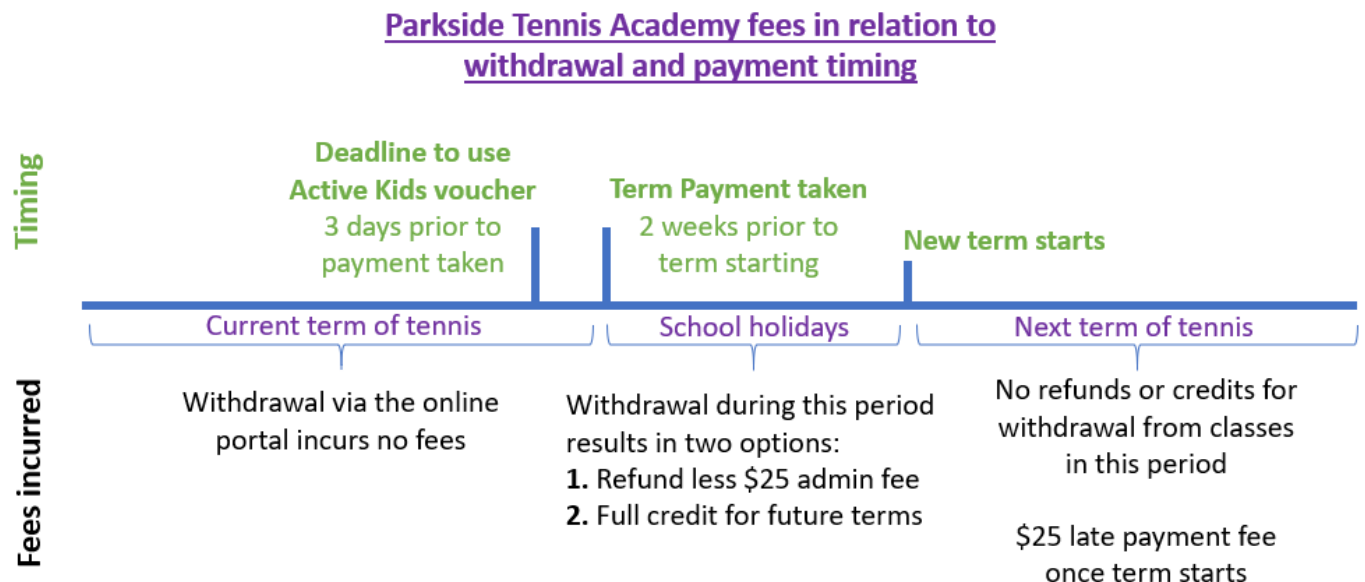 Parkside Tennis Academy fees in relation to
withdrawal and payment timing
Timing
Deadline to use
Active Kids voucher
3 days prior to
payment taken
Term Payment taken
2 weeks prior to
term starting
New term starts
Current term of tennis
School holidays
Next term of tennis
Fees incurred
Withdrawal via the online
portal incurs no fees
Withdrawal during this period
results in two options:
1. Refund less $25 admin fee
2. Full credit for future terms
No refunds or credits for
withdrawal from classes
in this period
$25 late payment fee
once term starts